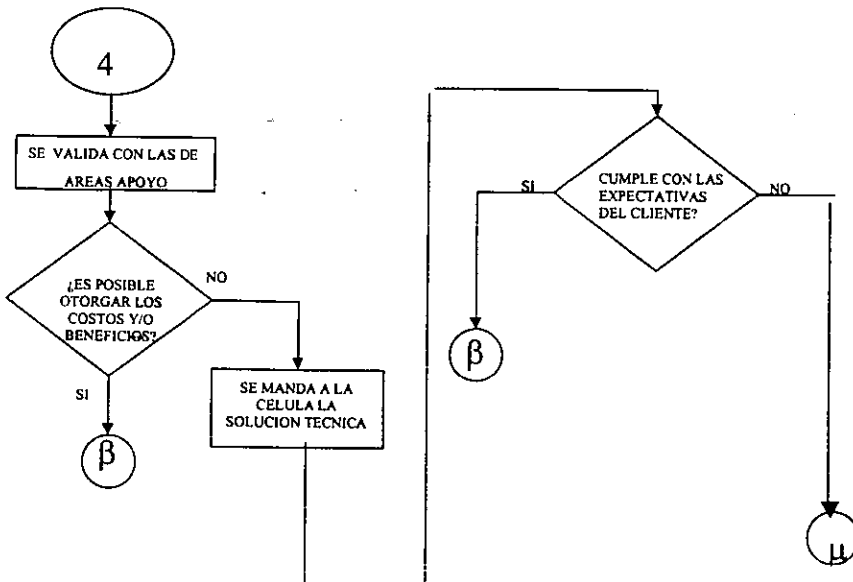 4
SE VALIDA CON LAS DE
AREAS APOYO
¿ES POSIBLE
OTORGAR LOS
COSTOS Y/O
BENEFICIOS?
NO
SI
β
SE MANDA A LA
CELULA LA
SOLUCION TECNICA
CUMPLE CON LAS
EXPECTATIVAS
DEL CLIENTE?
SI
NO
β
μ